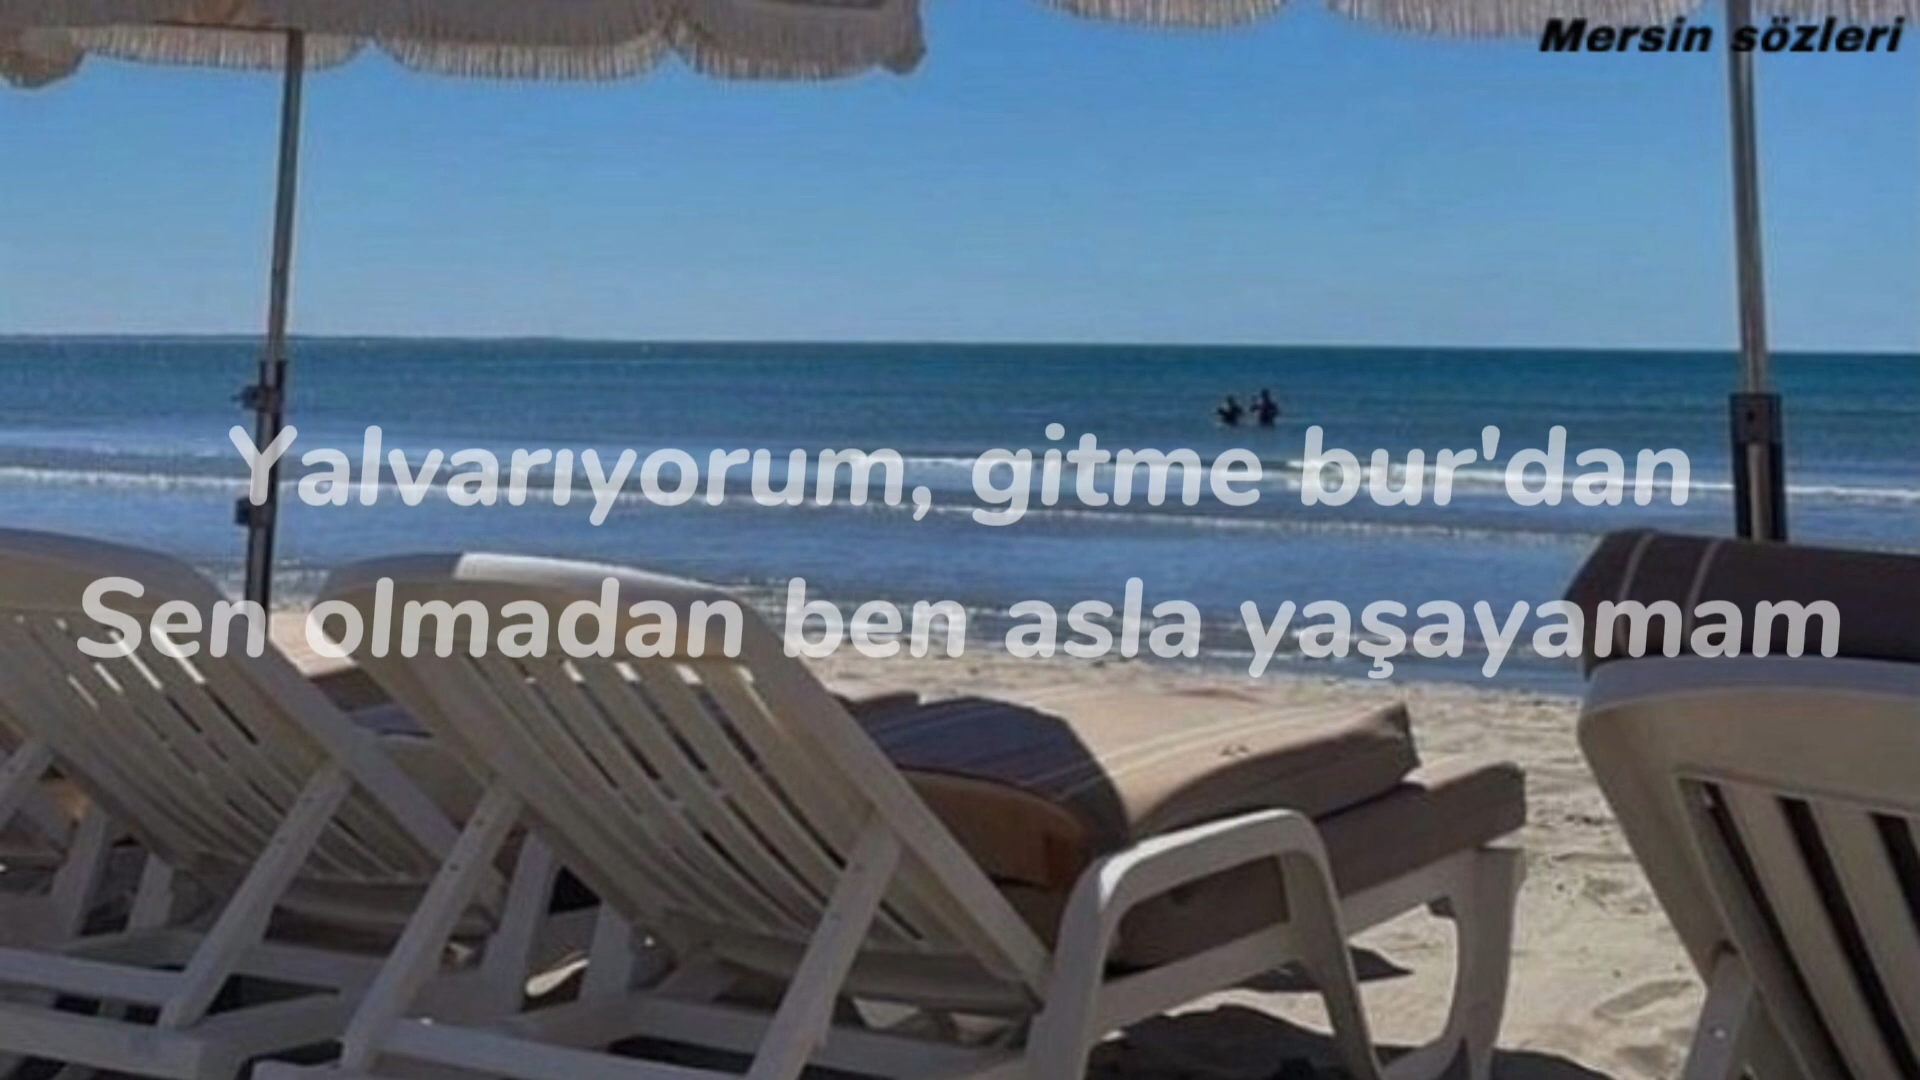 Mersin sözleri
Yalvarıyorum, gitme bur'dan
Sen olmadan ben asla yaşayamam